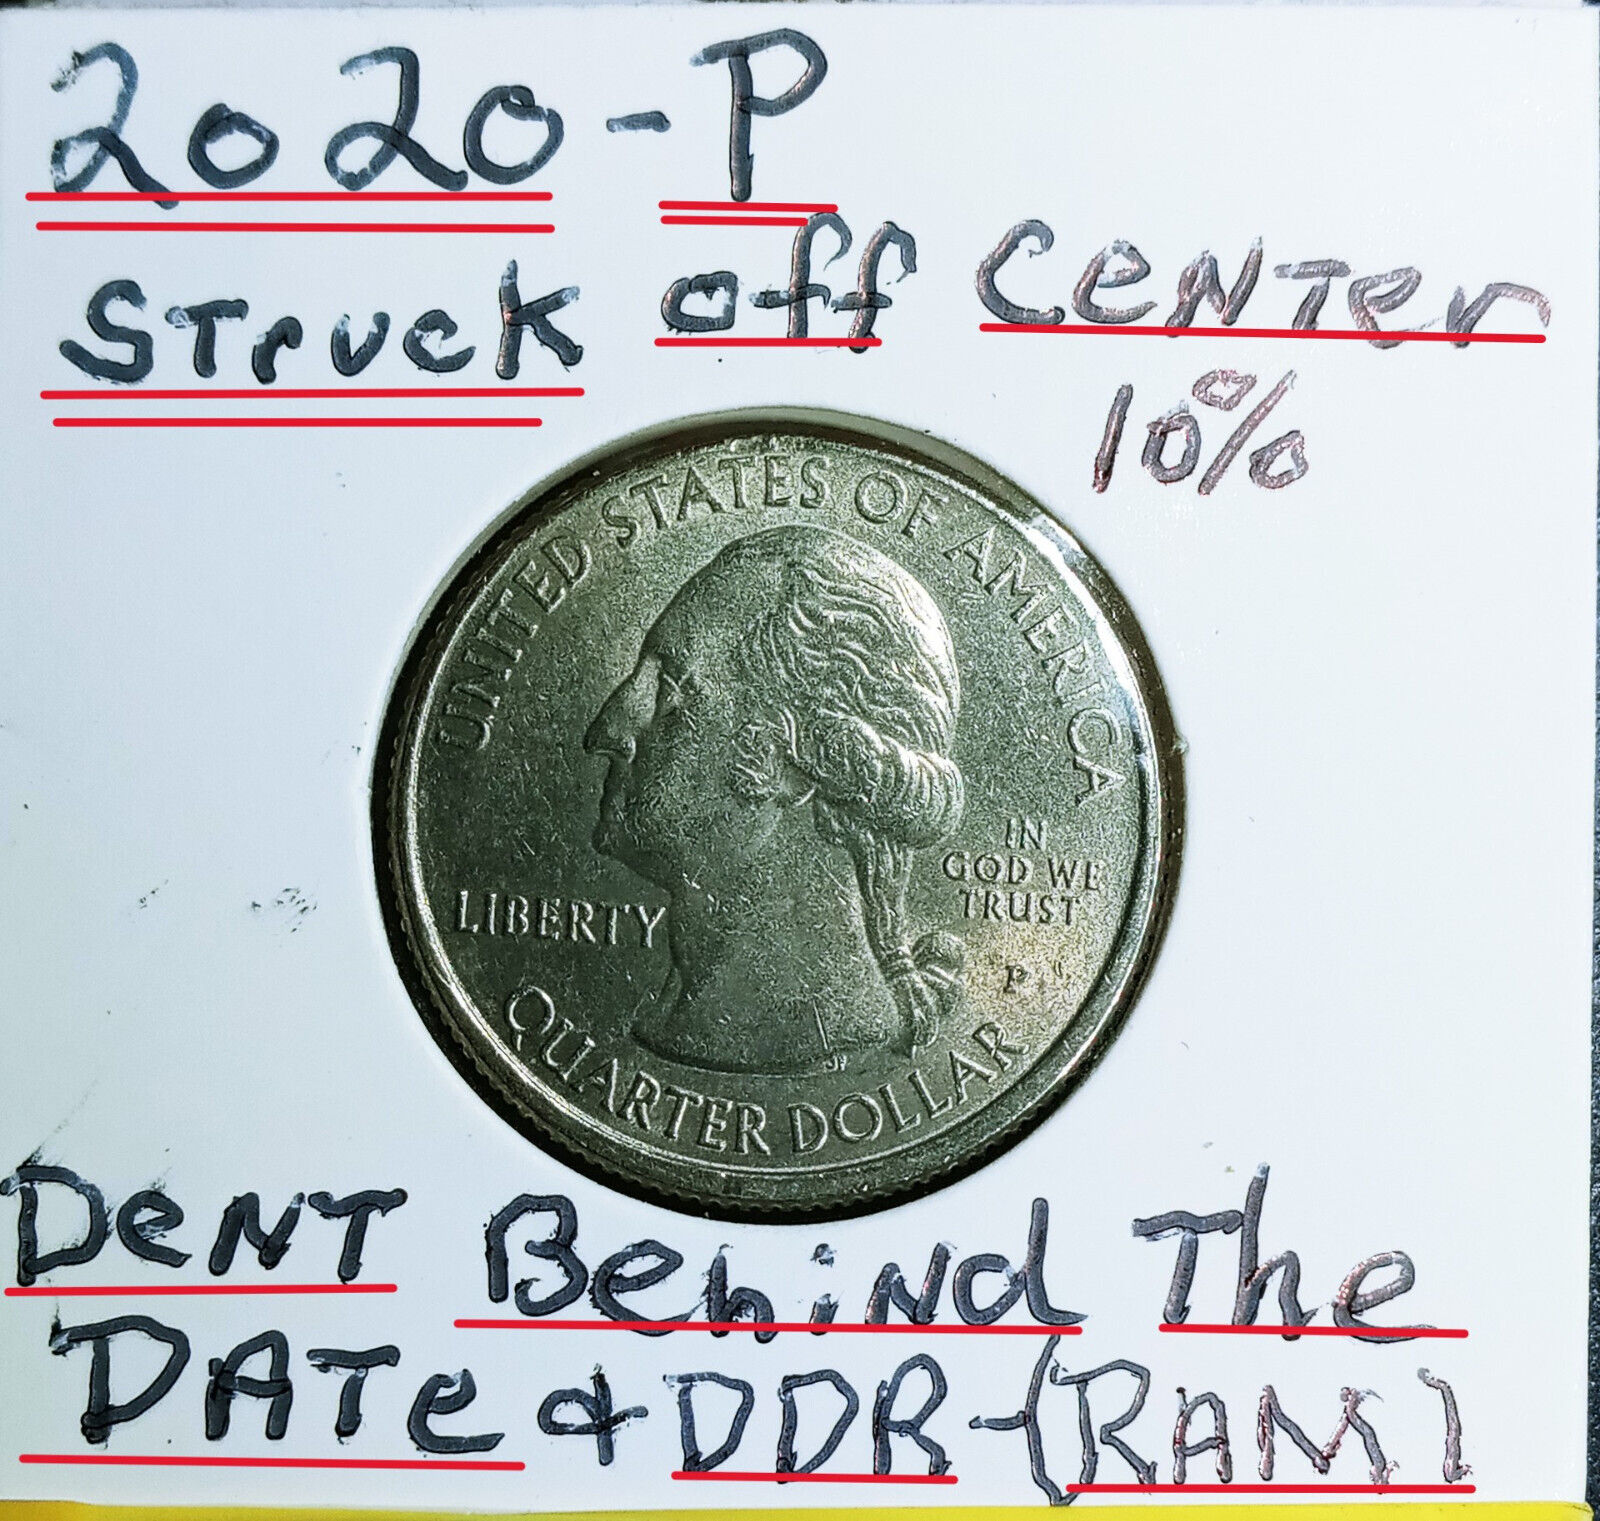 2020-P
Struck off Center
10%
UNITED STATES OF AMERICA
IN
GOD WE
TRUST
LIBERTY
P
JF
QUARTER DOLLAR
Dent Behind The
DATe & DDR-(RAM)